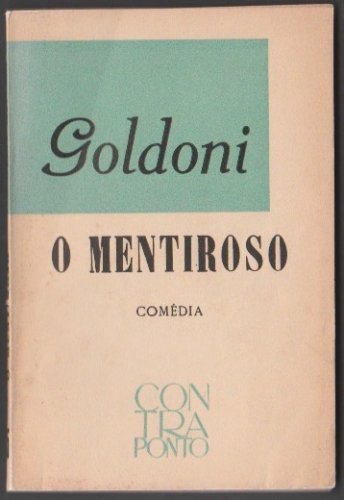 Goldoni
O MENTIROSO
COMÉDIA
CON
TRA
PONTO